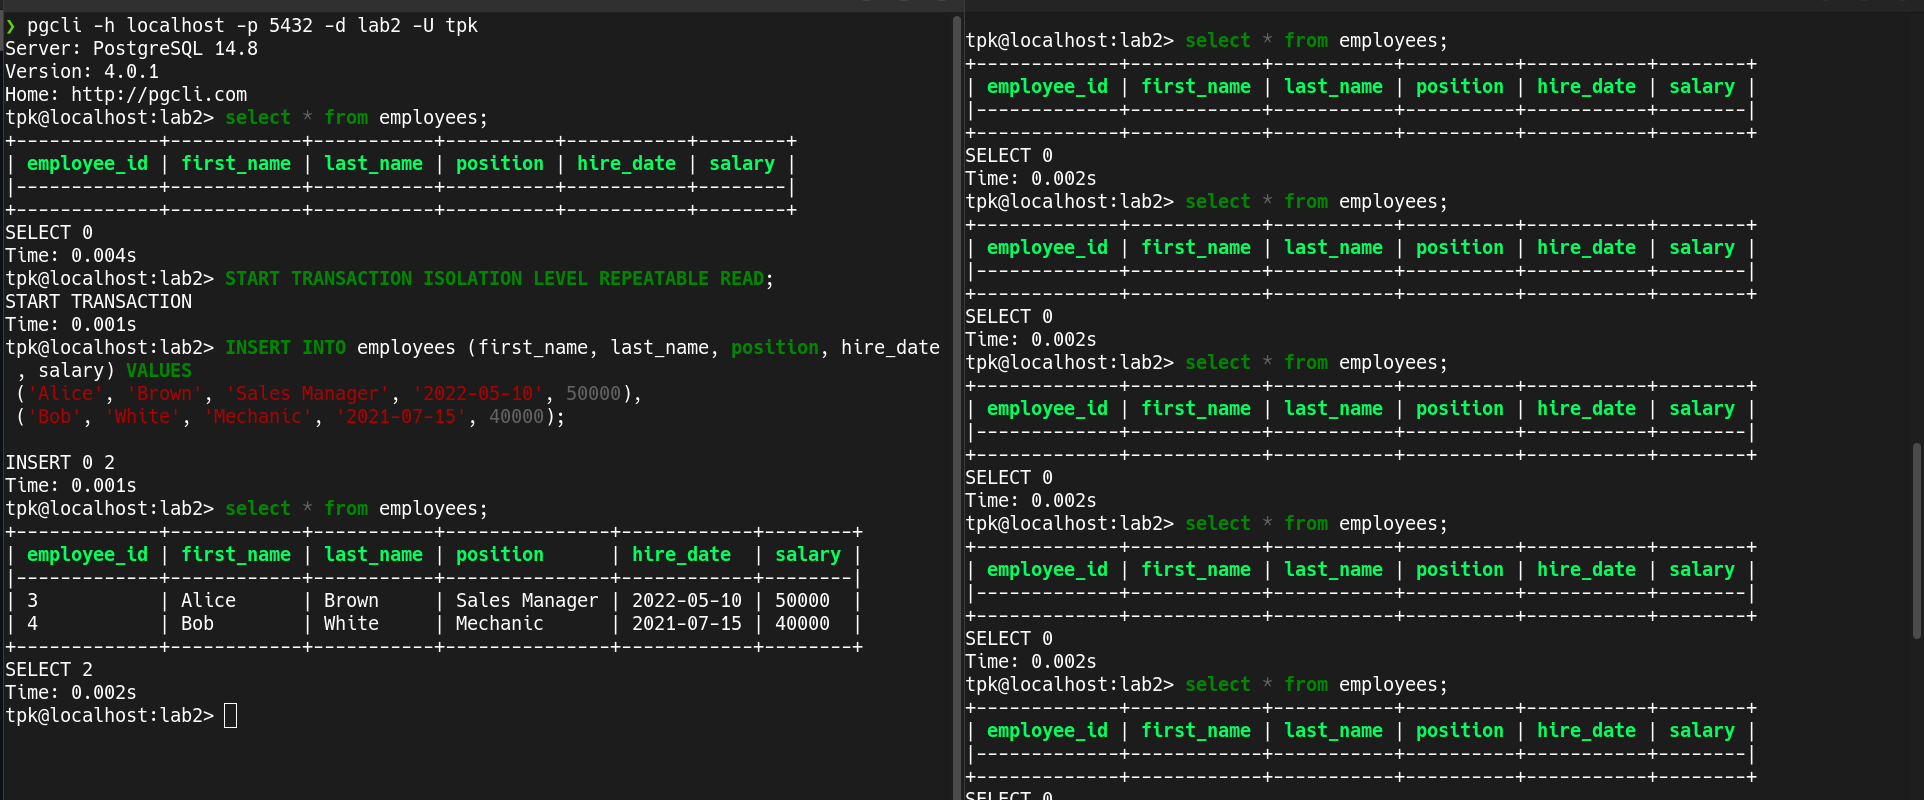 ❯ pgcli -h localhost -p 5432 -d lab2 -U tpk
Server: PostgreSQL 14.8
Version: 4.0.1
Home: http://pgcli.com
tpk@localhost:lab2> select * from employees;
+-------------+------------+-----------+----------+-----------+--------+
| employee_id | first_name | last_name | position | hire_date | salary |
|-------------+------------+-----------+----------+-----------+--------|
+-------------+------------+-----------+----------+-----------+--------+
SELECT 0
Time: 0.004s
tpk@localhost:lab2> START TRANSACTION ISOLATION LEVEL REPEATABLE READ;
START TRANSACTION
Time: 0.001s
tpk@localhost:lab2> INSERT INTO employees (first_name, last_name, position, hire_date
 , salary) VALUES
 ('Alice', 'Brown', 'Sales Manager', '2022-05-10', 50000),
 ('Bob', 'White', 'Mechanic', '2021-07-15', 40000);
INSERT 0 2
Time: 0.001s
tpk@localhost:lab2> select * from employees;
+-------------+------------+-----------+---------------+------------+--------+
| employee_id | first_name | last_name | position      | hire_date  | salary |
|-------------+------------+-----------+---------------+------------+--------|
| 3           | Alice      | Brown     | Sales Manager | 2022-05-10 | 50000  |
| 4           | Bob        | White     | Mechanic      | 2021-07-15 | 40000  |
+-------------+------------+-----------+---------------+------------+--------+
SELECT 2
Time: 0.002s
tpk@localhost:lab2>
tpk@localhost:lab2> select * from employees;
+-------------+------------+-----------+----------+-----------+--------+
| employee_id | first_name | last_name | position | hire_date | salary |
|-------------+------------+-----------+----------+-----------+--------|
+-------------+------------+-----------+----------+-----------+--------+
SELECT 0
Time: 0.002s
tpk@localhost:lab2> select * from employees;
+-------------+------------+-----------+----------+-----------+--------+
| employee_id | first_name | last_name | position | hire_date | salary |
|-------------+------------+-----------+----------+-----------+--------|
+-------------+------------+-----------+----------+-----------+--------+
SELECT 0
Time: 0.002s
tpk@localhost:lab2> select * from employees;
+-------------+------------+-----------+----------+-----------+--------+
| employee_id | first_name | last_name | position | hire_date | salary |
|-------------+------------+-----------+----------+-----------+--------|
+-------------+------------+-----------+----------+-----------+--------+
SELECT 0
Time: 0.002s
tpk@localhost:lab2> select * from employees;
+-------------+------------+-----------+----------+-----------+--------+
| employee_id | first_name | last_name | position | hire_date | salary |
|-------------+------------+-----------+----------+-----------+--------|
+-------------+------------+-----------+----------+-----------+--------+
SELECT 0
Time: 0.002s
tpk@localhost:lab2> select * from employees;
+-------------+------------+-----------+----------+-----------+--------+
| employee_id | first_name | last_name | position | hire_date | salary |
|-------------+------------+-----------+----------+-----------+--------|
+-------------+------------+-----------+----------+-----------+--------+
SELECT 0